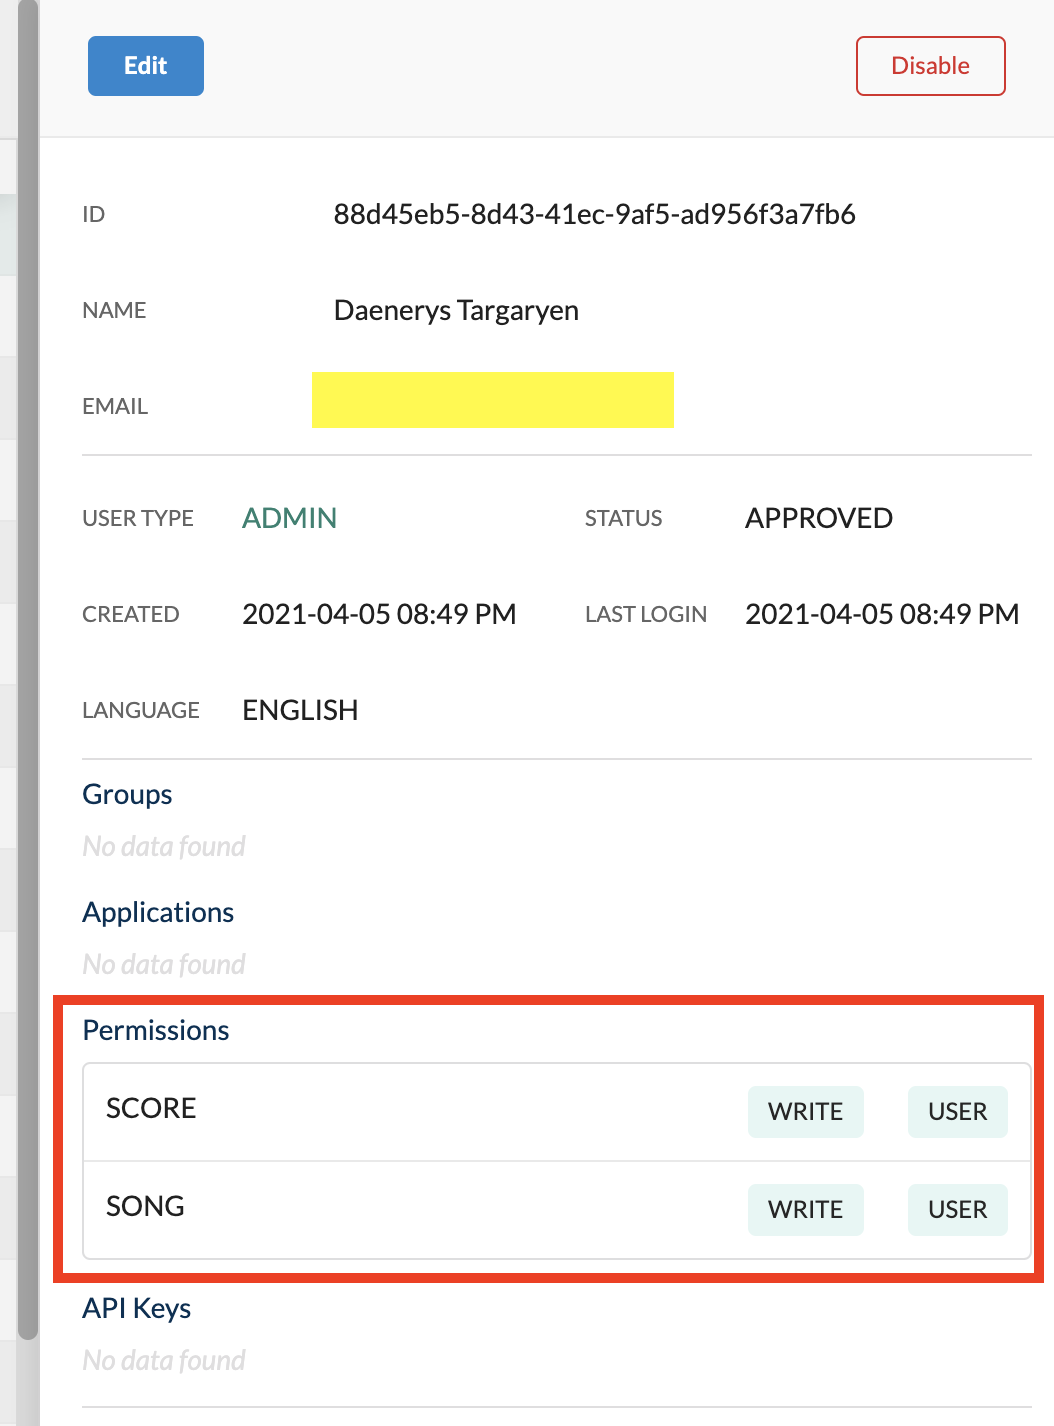 Edit Disable
ID 88d45eb5-8d43-41ec-9af5-ad956f3a7fb6
NAME Daenerys Targaryen
EMAIL
USER TYPE ADMIN STATUS APPROVED
CREATED 2021-04-05 08:49 PM LAST LOGIN 2021-04-05 08:49 PM
LANGUAGE ENGLISH
Groups
No data found
Applications
No data found
Permissions
SCORE WRITE USER
SONG WRITE USER
API Keys
No data found